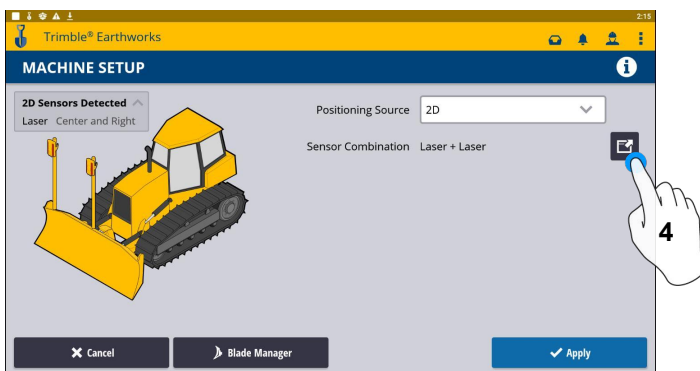 2:15
Trimble® Earthworks
MACHINE SETUP
2D Sensors Detected
Laser Center and Right
Positioning Source 2D
Sensor Combination Laser + Laser
4
Cancel
Blade Manager
Apply